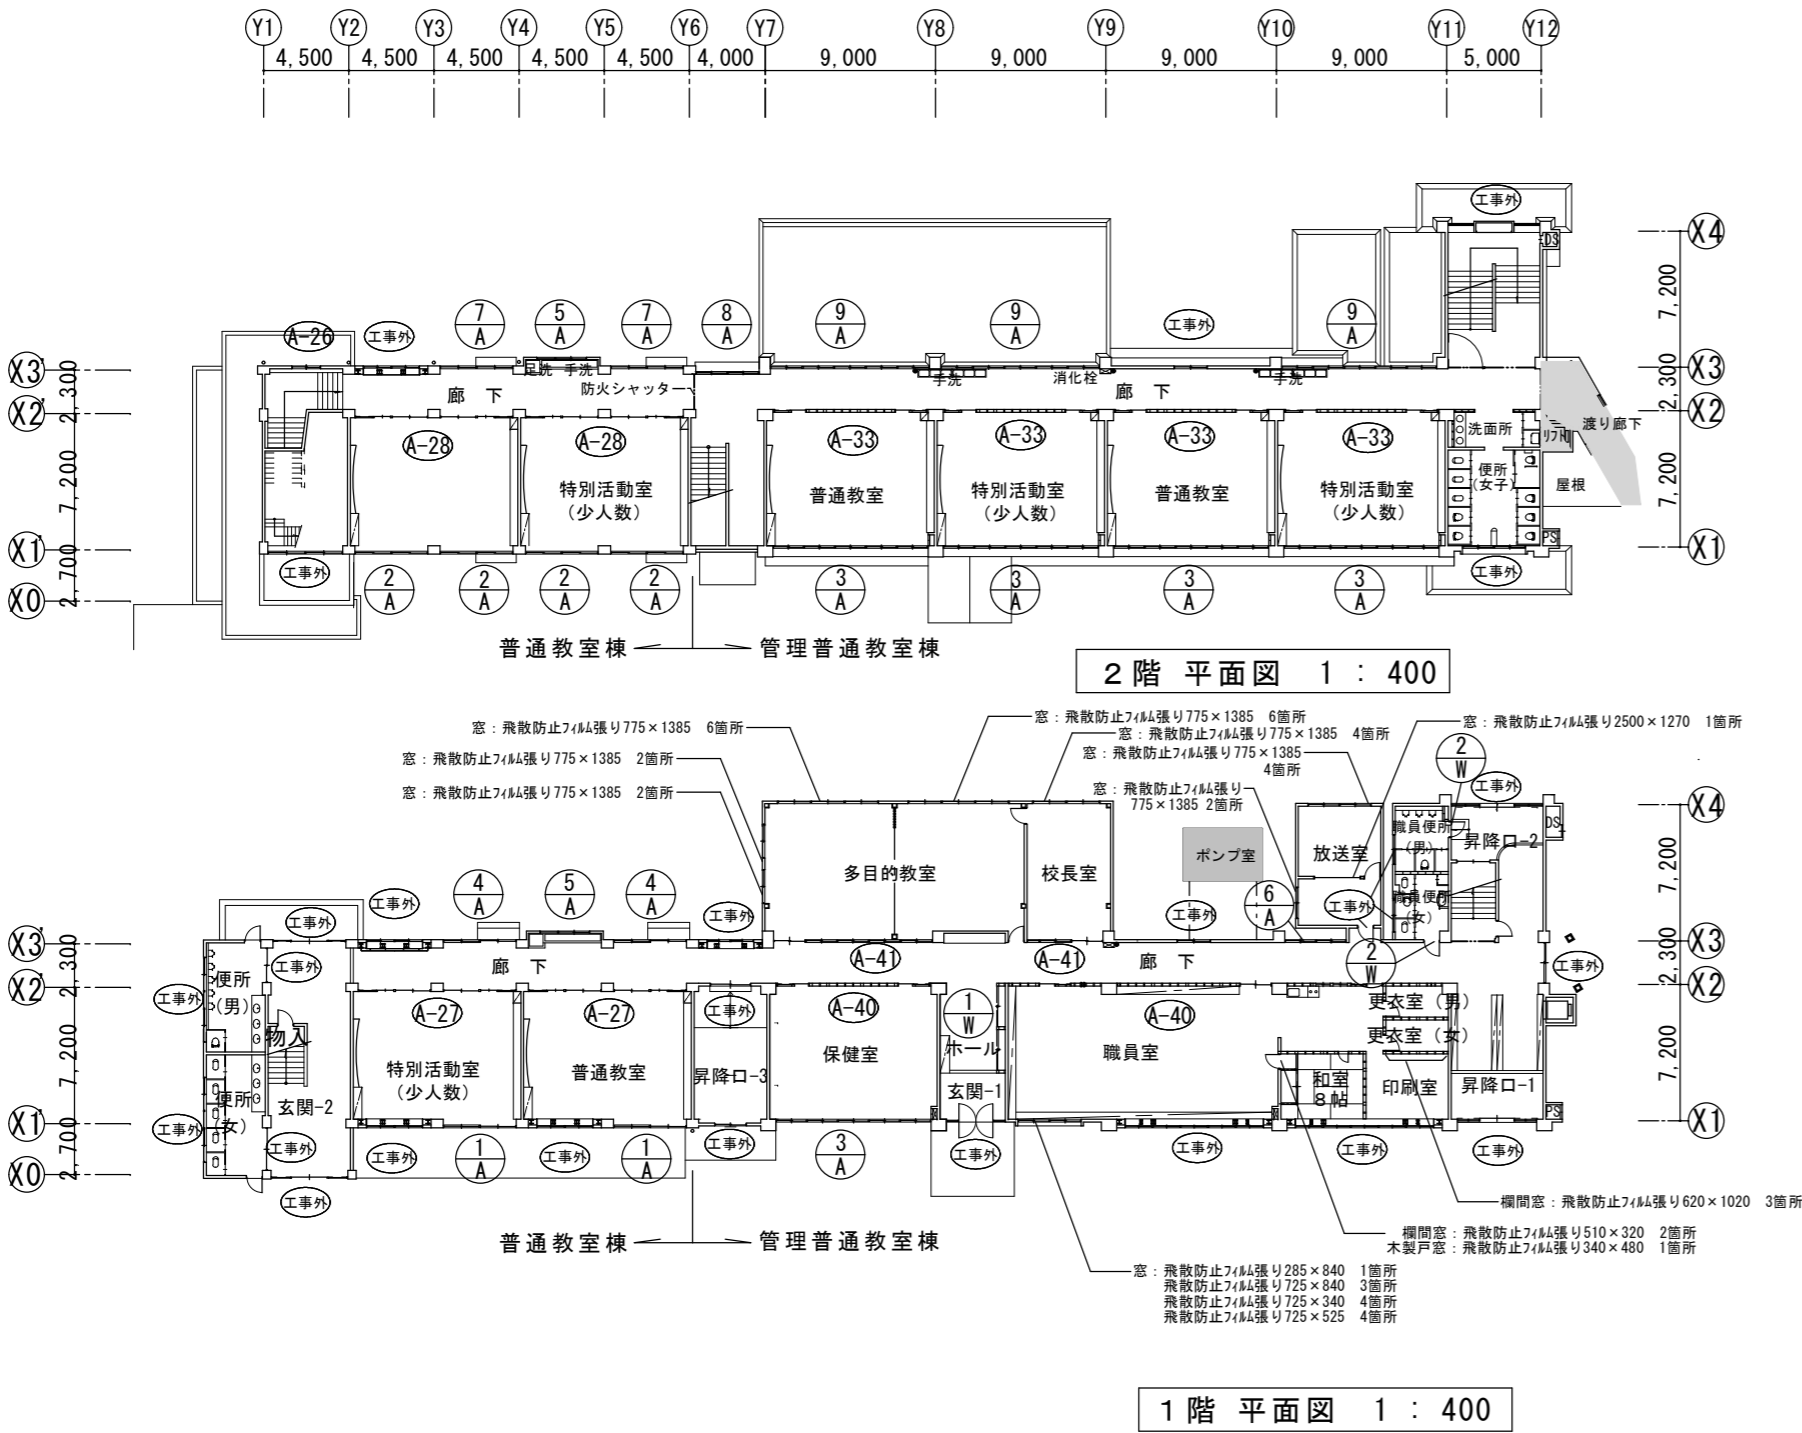 Y1 Y2 Y3 Y4 Y5 Y6 Y7 Y8 Y9 Y10 Y11 Y12
4,500 4,500 4,500 4,500 4,500 4,000 9,000 9,000 9,000 9,000 5,000
工事外
X4
DS
7,200
7/A 5/A 7/A 8/A 9/A 9/A 工事外 9/A
A-26 工事外
X3' 足洗 手洗 手洗 消化栓 手洗 X3
2,300 廊下 防火シャッター 廊下 2,300
X2' X2
A-28 A-28 A-33 A-33 A-33 A-33 洗面所 リフト 渡り廊下
7,200 特別活動室 普通教室 特別活動室 普通教室 特別活動室 便所 屋根 7,200
(少人数) (少人数) (少人数) (女子)
PS
X1' X1
2,700 工事外 工事外
X0 2/A 2/A 2/A 2/A 3/A 3/A 3/A 3/A
普通教室棟 管理普通教室棟
2階 平面図 1 : 400
窓:飛散防止フィルム張り775×1385 6箇所
窓:飛散防止フィルム張り775×1385 6箇所
窓:飛散防止フィルム張り2500×1270 1箇所
窓:飛散防止フィルム張り775×1385 4箇所
窓:飛散防止フィルム張り775×1385 2箇所
窓:飛散防止フィルム張り775×1385
4箇所
2/W
窓:飛散防止フィルム張り775×1385 2箇所
窓:飛散防止フィルム張り
775×1385 2箇所
工事外
X4
職員便所 昇降口-2 DS
(男)
ポンプ室 放送室
7,200
多目的教室 校長室
4/A 5/A 4/A 6/A 工事外 職員便所
(女)
工事外 工事外 工事外 工事外
X3' X3
2,300 工事外 廊下 A-41 A-41 廊下 2/W 工事外 2,300
X2' 便所 X2
工事外 (男) A-27 A-27 工事外 A-40 1/W A-40 更衣室(男)
物入 更衣室(女)
7,200 特別活動室 普通教室 昇降口-3 保健室 ホール 職員室 7,200
(少人数) 玄関-1 和室 印刷室 昇降口-1
便所 玄関-2 8帖
(女) PS
X1' 工事外 X1
2,700 工事外 工事外 1/A 工事外 1/A 工事外 3/A 工事外 工事外 工事外 工事外
X0
工事外
欄間窓:飛散防止フィルム張り620×1020 3箇所
普通教室棟 管理普通教室棟
欄間窓:飛散防止フィルム張り510×320 2箇所
木製戸窓:飛散防止フィルム張り340×480 1箇所
窓:飛散防止フィルム張り285×840 1箇所
飛散防止フィルム張り725×840 3箇所
飛散防止フィルム張り725×340 4箇所
飛散防止フィルム張り725×525 4箇所
1階 平面図 1 : 400